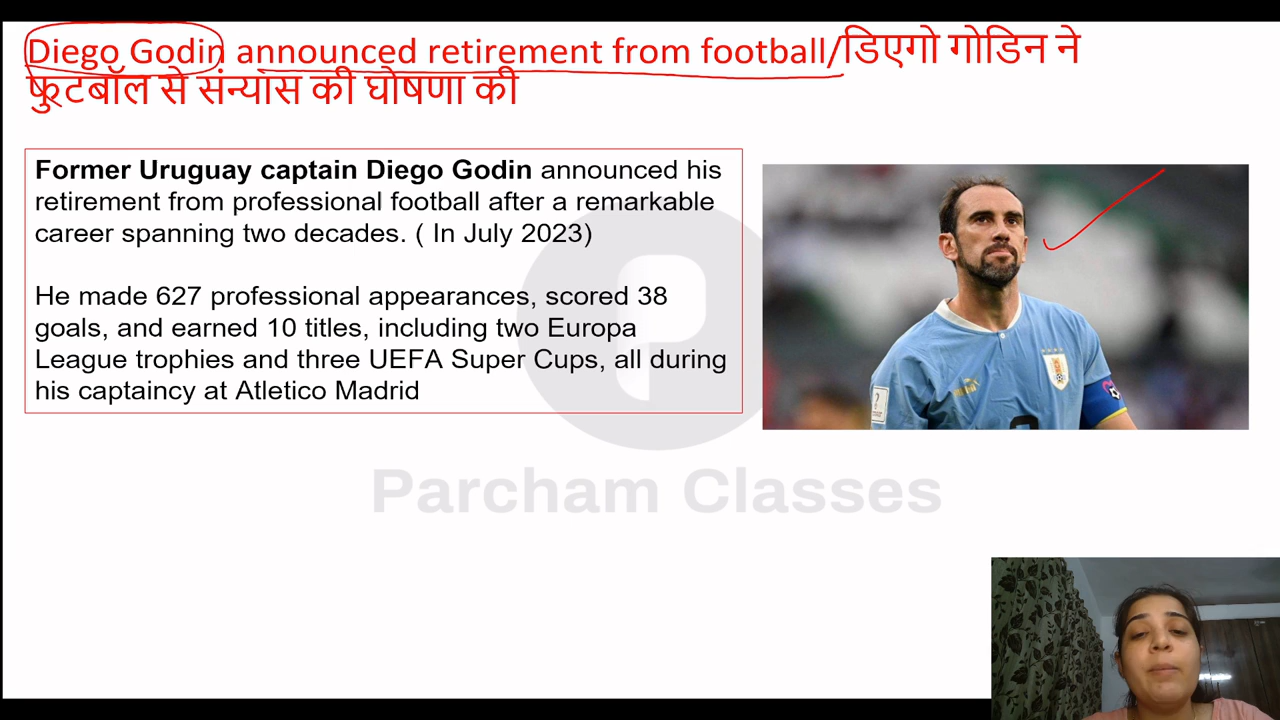 Diego Godin announced retirement from football/डिएगो गोडिन ने
फुटबॉल से संन्यास की घोषणा की
Former Uruguay captain Diego Godin announced his
retirement from professional football after a remarkable
career spanning two decades. ( In July 2023)
He made 627 professional appearances, scored 38
goals, and earned 10 titles, including two Europa
League trophies and three UEFA Super Cups, all during
his captaincy at Atletico Madrid
Parcham Classes